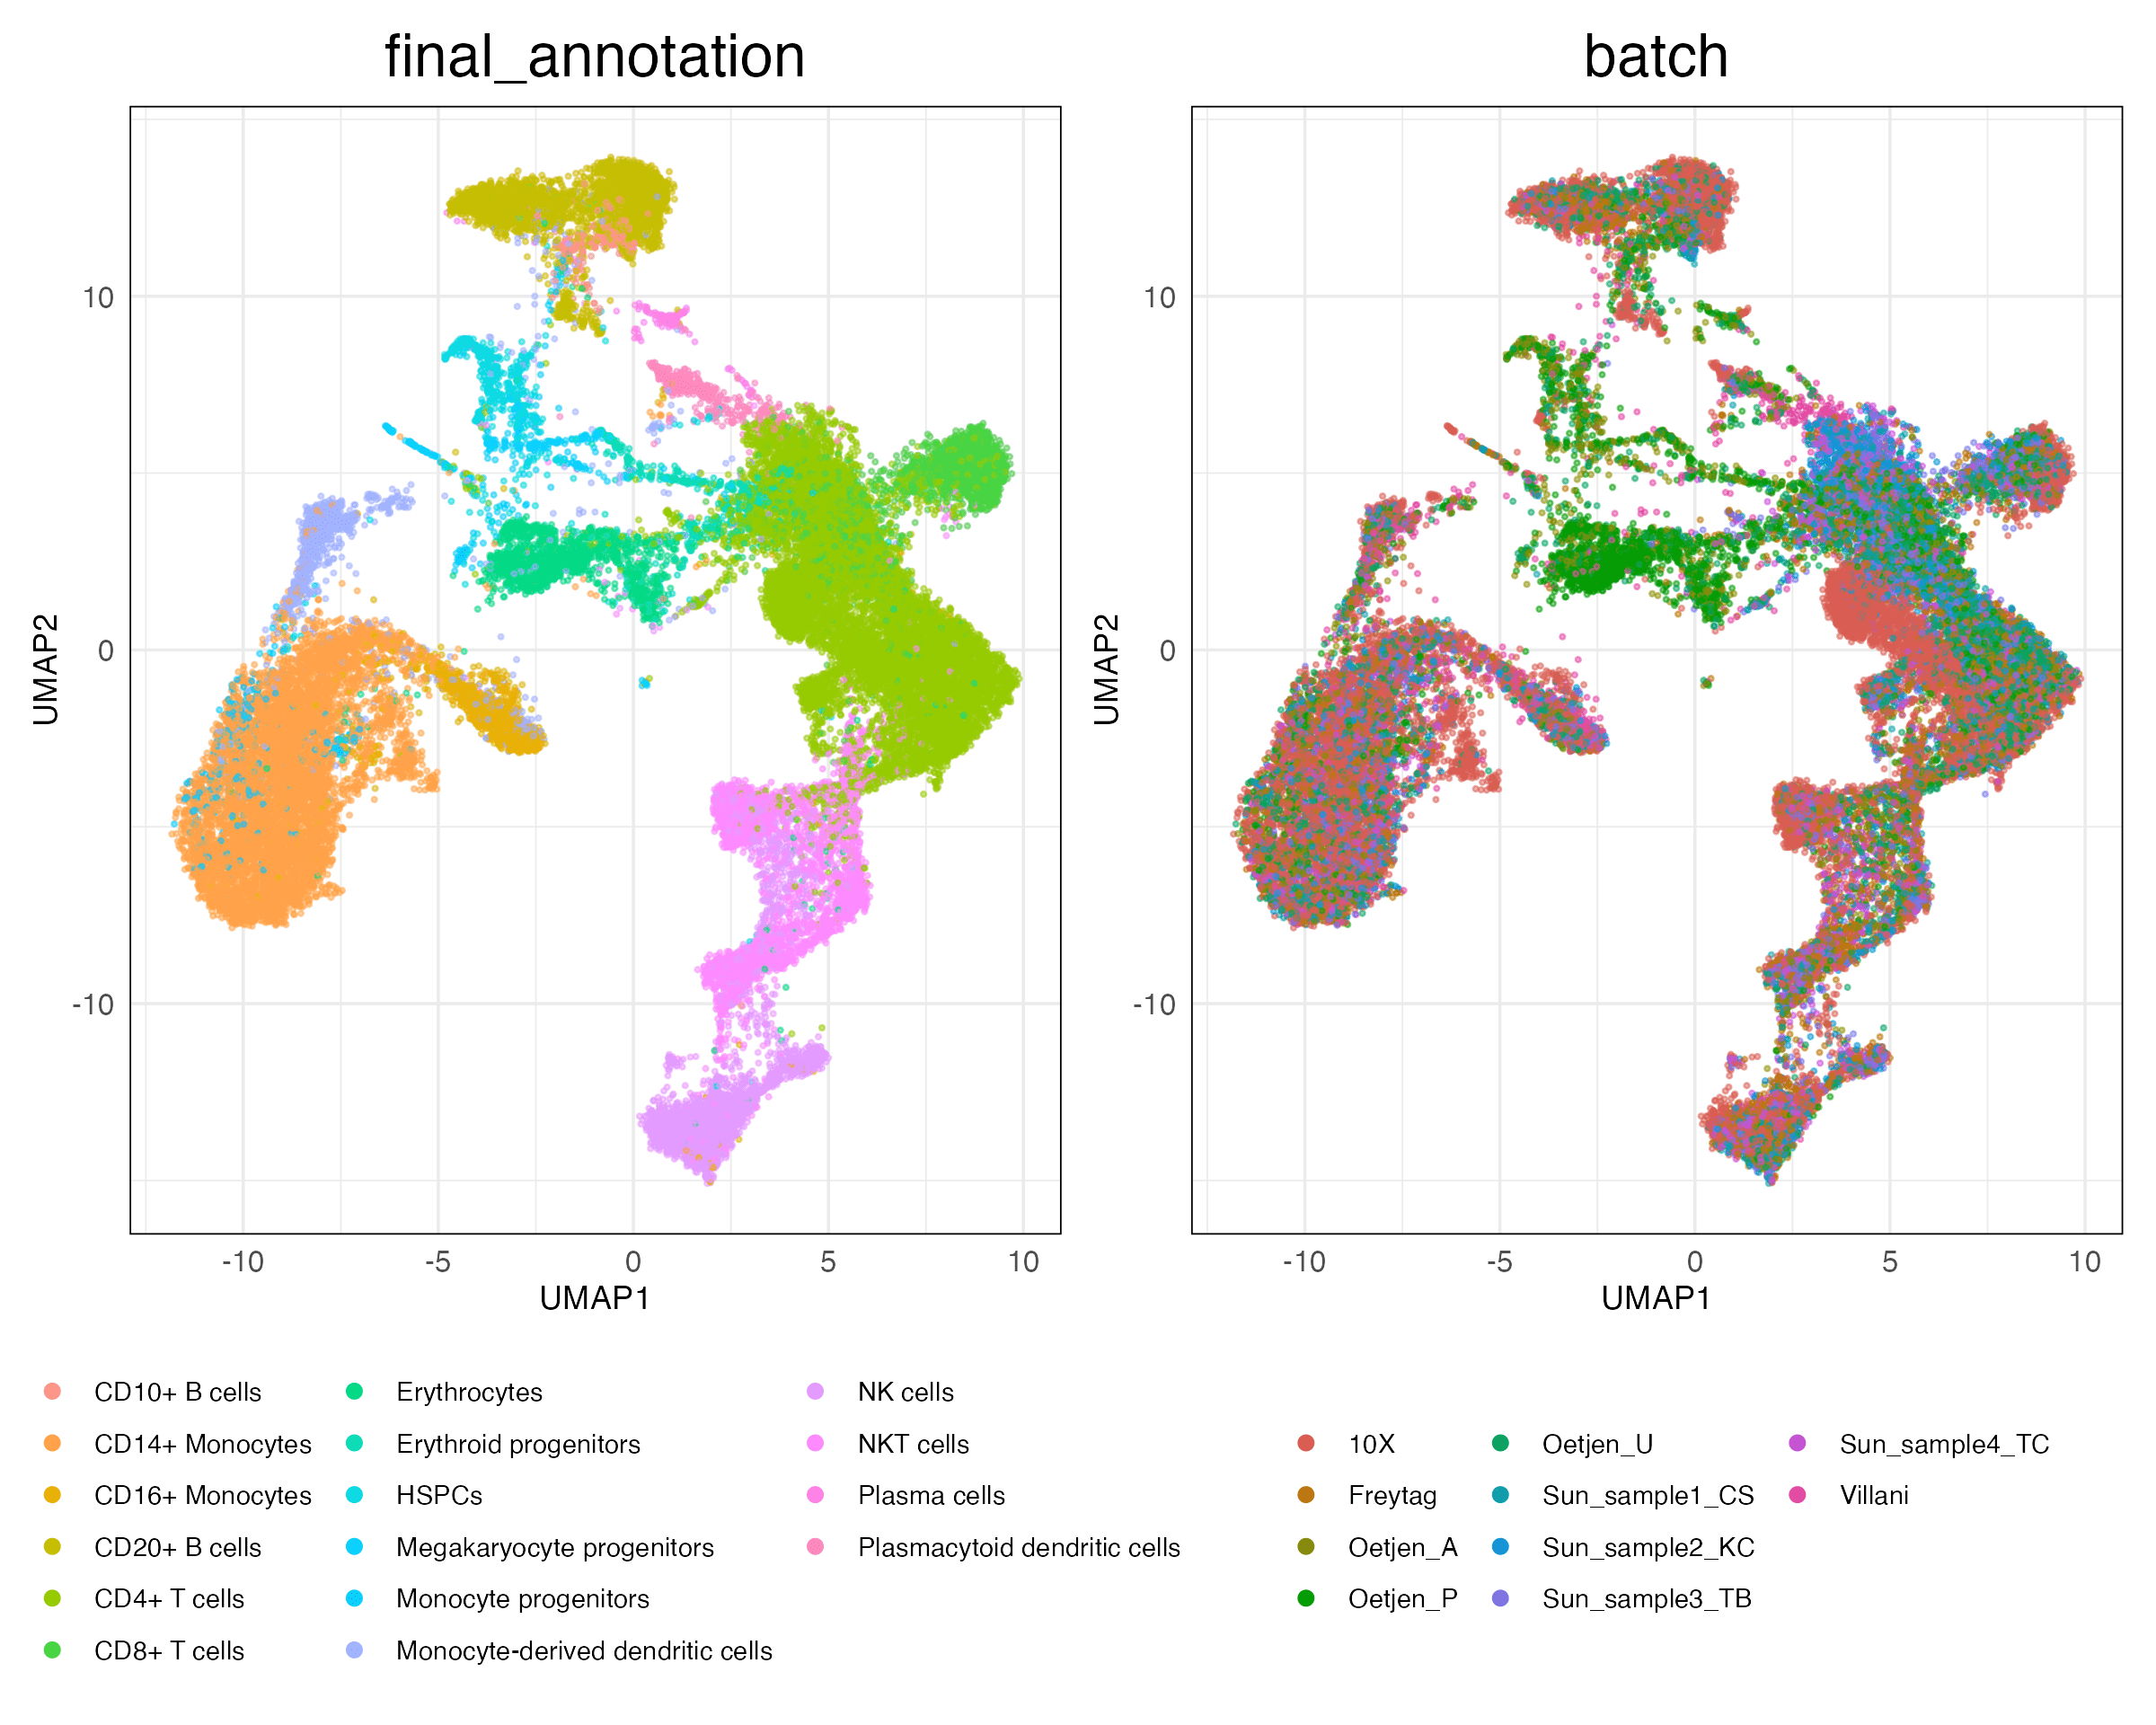 final_annotation
batch
UMAP2
10
0
-10
-10
-5
0
5
10
UMAP1
UMAP2
10
0
-10
-10
-5
0
5
10
UMAP1
CD10+ B cells
CD14+ Monocytes
CD16+ Monocytes
CD20+ B cells
CD4+ T cells
CD8+ T cells
Erythrocytes
Erythroid progenitors
HSPCs
Megakaryocyte progenitors
Monocyte progenitors
Monocyte-derived dendritic cells
NK cells
NKT cells
Plasma cells
Plasmacytoid dendritic cells
10X
Freytag
Oetjen_A
Oetjen_P
Oetjen_U
Sun_sample1_CS
Sun_sample2_KC
Sun_sample3_TB
Sun_sample4_TC
Villani